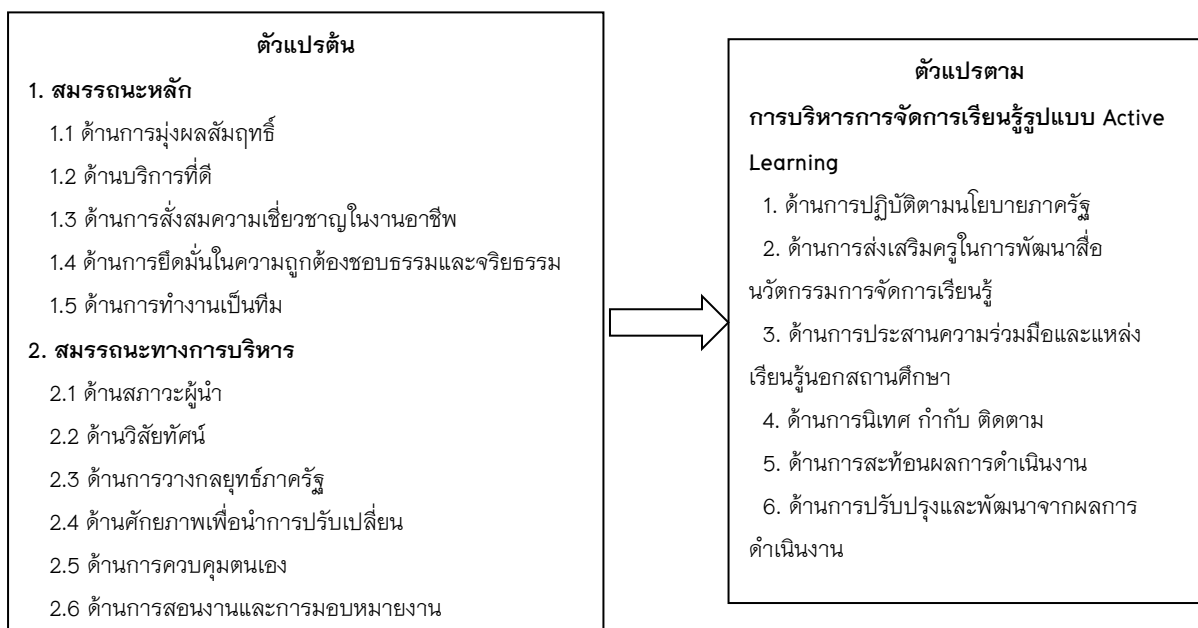 ตัวแปรต้น
1. สมรรถนะหลัก
1.1 ด้านการมุ่งผลสัมฤทธิ์
1.2 ด้านบริการที่ดี
1.3 ด้านการสั่งสมความเชี่ยวชาญในงานอาชีพ
1.4 ด้านการยึดมั่นในความถูกต้องชอบธรรมและจริยธรรม
1.5 ด้านการทำงานเป็นทีม
2. สมรรถนะทางการบริหาร
2.1 ด้านสภาวะผู้นำ
2.2 ด้านวิสัยทัศน์
2.3 ด้านการวางกลยุทธ์ภาครัฐ
2.4 ด้านศักยภาพเพื่อนำการปรับเปลี่ยน
2.5 ด้านการควบคุมตนเอง
2.6 ด้านการสอนงานและการมอบหมายงาน
ตัวแปรตาม
การบริหารการจัดการเรียนรู้รูปแบบ Active
Learning
1. ด้านการปฏิบัติตามนโยบายภาครัฐ
2. ด้านการส่งเสริมครูในการพัฒนาสื่อ
นวัตกรรมการจัดการเรียนรู้
3. ด้านการประสานความร่วมมือและแหล่ง
เรียนรู้นอกสถานศึกษา
4. ด้านการนิเทศ กำกับ ติดตาม
5. ด้านการสะท้อนผลการดำเนินงาน
6. ด้านการปรับปรุงและพัฒนาจากผลการ
ดำเนินงาน